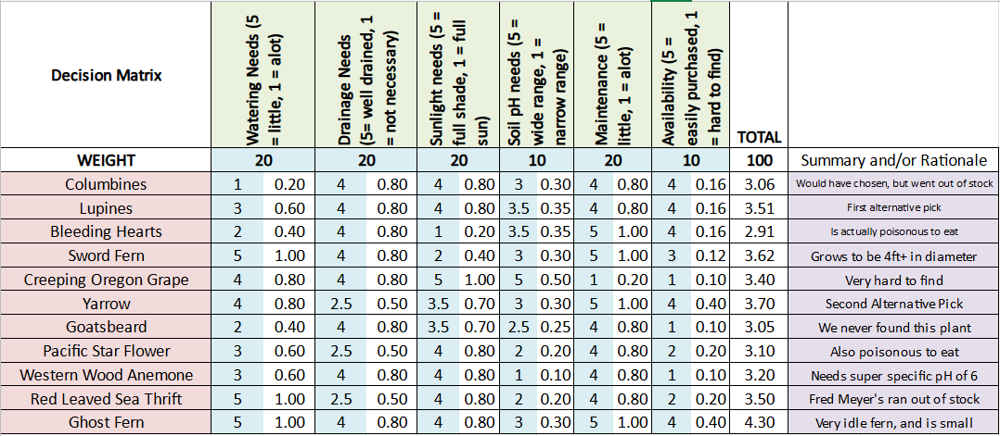 Decision Matrix
Watering Needs (5
= little, 1 = alot)
Drainage Needs
(5= well drained, 1
= not necessary)
Sunlight needs (5 =
full shade, 1 = full
sun)
Soil pH needs (5 =
wide range, 1 =
narrow range)
Maintenance (5 =
little, 1 = alot)
Availability (5 =
easily purchased, 1
= hard to find)
TOTAL
WEIGHT 20 20 20 10 20 10 100 Summary and/or Rationale
Columbines 1 0.20 4 0.80 4 0.80 3 0.30 4 0.80 4 0.16 3.06 Would have chosen, but went out of stock
Lupines 3 0.60 4 0.80 4 0.80 3.5 0.35 4 0.80 4 0.16 3.51 First alternative pick
Bleeding Hearts 2 0.40 4 0.80 1 0.20 3.5 0.35 5 1.00 4 0.16 2.91 Is actually poisonous to eat
Sword Fern 5 1.00 4 0.80 2 0.40 3 0.30 5 1.00 3 0.12 3.62 Grows to be 4ft+ in diameter
Creeping Oregon Grape 4 0.80 4 0.80 5 1.00 5 0.50 1 0.20 1 0.10 3.40 Very hard to find
Yarrow 4 0.80 2.5 0.50 3.5 0.70 3 0.30 5 1.00 4 0.40 3.70 Second Alternative Pick
Goatsbeard 2 0.40 4 0.80 3.5 0.70 2.5 0.25 4 0.80 1 0.10 3.05 We never found this plant
Pacific Star Flower 3 0.60 2.5 0.50 4 0.80 2 0.20 4 0.80 2 0.20 3.10 Also poisonous to eat
Western Wood Anemone 3 0.60 4 0.80 4 0.80 1 0.10 4 0.80 1 0.10 3.20 Needs super specific pH of 6
Red Leaved Sea Thrift 5 1.00 2.5 0.50 4 0.80 2 0.20 4 0.80 2 0.20 3.50 Fred Meyer's ran out of stock
Ghost Fern 5 1.00 4 0.80 4 0.80 3 0.30 5 1.00 4 0.40 4.30 Very idle fern, and is small